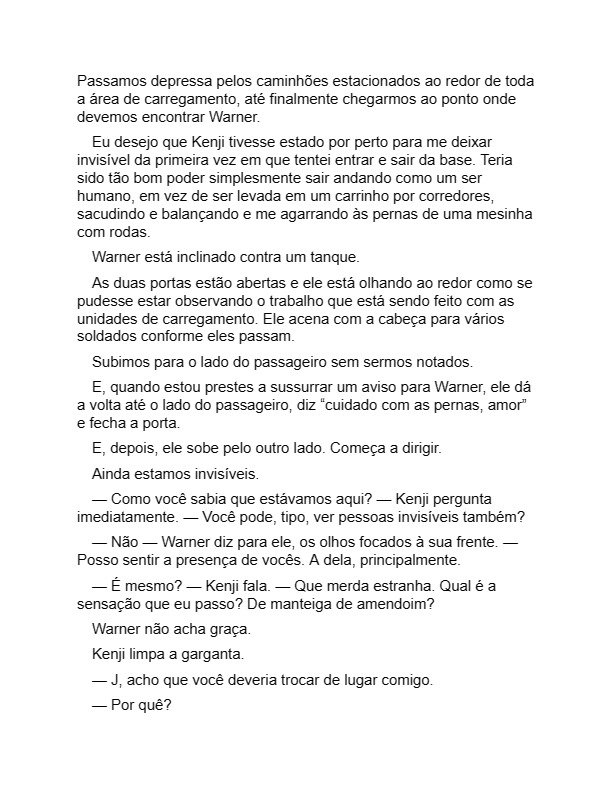 Passamos depressa pelos caminhões estacionados ao redor de toda
a área de carregamento, até finalmente chegarmos ao ponto onde
devemos encontrar Warner.
Eu desejo que Kenji tivesse estado por perto para me deixar
invisível da primeira vez em que tentei entrar e sair da base. Teria
sido tão bom poder simplesmente sair andando como um ser
humano, em vez de ser levada em um carrinho por corredores,
sacudindo e balançando e me agarrando às pernas de uma mesinha
com rodas.
Warner está inclinado contra um tanque.
As duas portas estão abertas e ele está olhando ao redor como se
pudesse estar observando o trabalho que está sendo feito com as
unidades de carregamento. Ele acena com a cabeça para vários
soldados conforme eles passam.
Subimos para o lado do passageiro sem sermos notados.
E, quando estou prestes a sussurrar um aviso para Warner, ele dá
a volta até o lado do passageiro, diz “cuidado com as pernas, amor”
e fecha a porta.
E, depois, ele sobe pelo outro lado. Começa a dirigir.
Ainda estamos invisíveis.
— Como você sabia que estávamos aqui? — Kenji pergunta
imediatamente. — Você pode, tipo, ver pessoas invisíveis também?
— Não — Warner diz para ele, os olhos focados à sua frente. —
Posso sentir a presença de vocês. A dela, principalmente.
— É mesmo? — Kenji fala. — Que merda estranha. Qual é a
sensação que eu passo? De manteiga de amendoim?
Warner não acha graça.
Kenji limpa a garganta.
— J, acho que você deveria trocar de lugar comigo.
— Por quê?